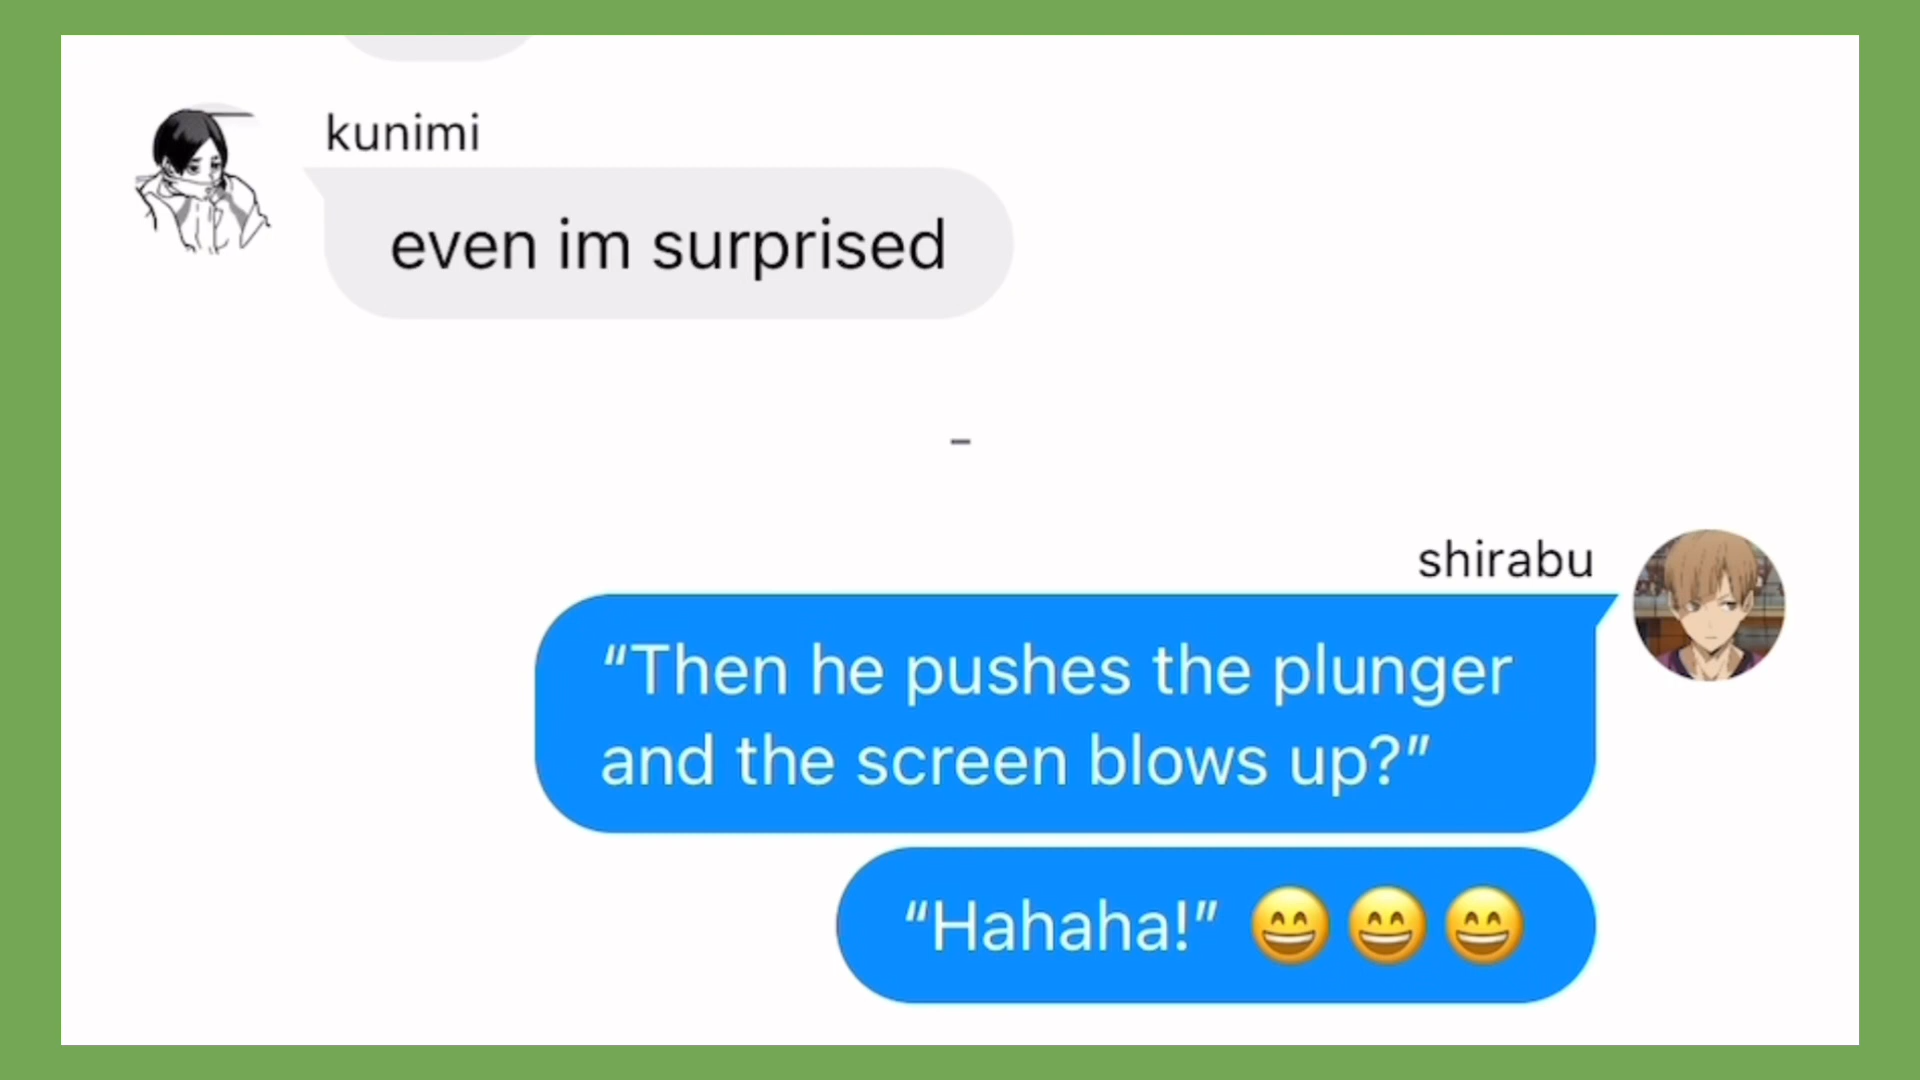 kunimi
even im surprised
-
shirabu
“Then he pushes the plunger
and the screen blows up?”
“Hahaha!” 😄😄😄